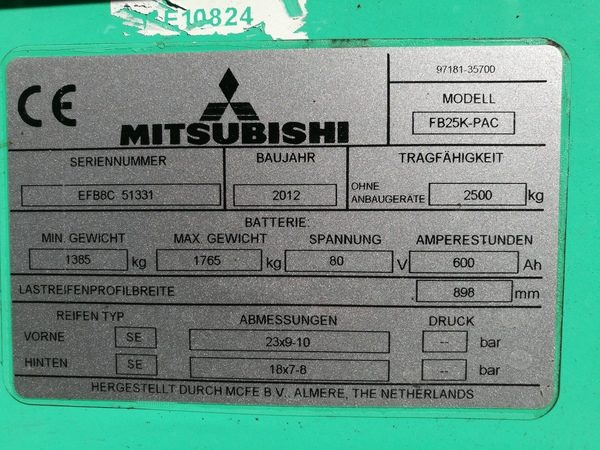 E10824
CE
97181-35700
MODELL
FB25K-PAC
MITSUBISHI
SERIENNUMMER BAUJAHR TRAGFÄHIGKEIT
EFB8C 51331 2012 OHNE ANBAUGERATE 2500 kg
BATTERIE:
MIN. GEWICHT MAX. GEWICHT SPANNUNG AMPERESTUNDEN
1385 kg 1765 kg 80 V 600 Ah
LASTREIFENPROFILBREITE 898 mm
REIFEN TYP ABMESSUNGEN DRUCK
VORNE SE 23x9-10 -- bar
HINTEN SE 18x7-8 -- bar
HERGESTELLT DURCH MCFE B.V., ALMERE, THE NETHERLANDS